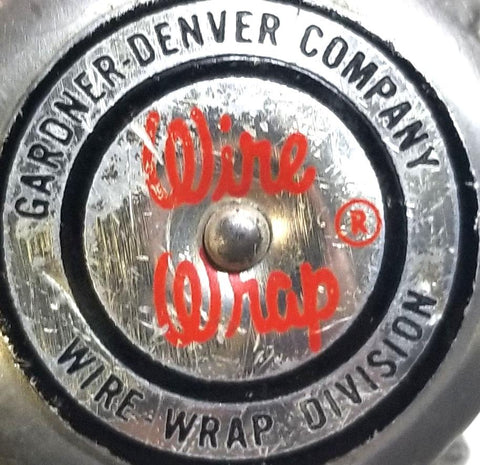 GARDNER-DENVER COMPANY
Wire
Wrap ®
WIRE WRAP DIVISION